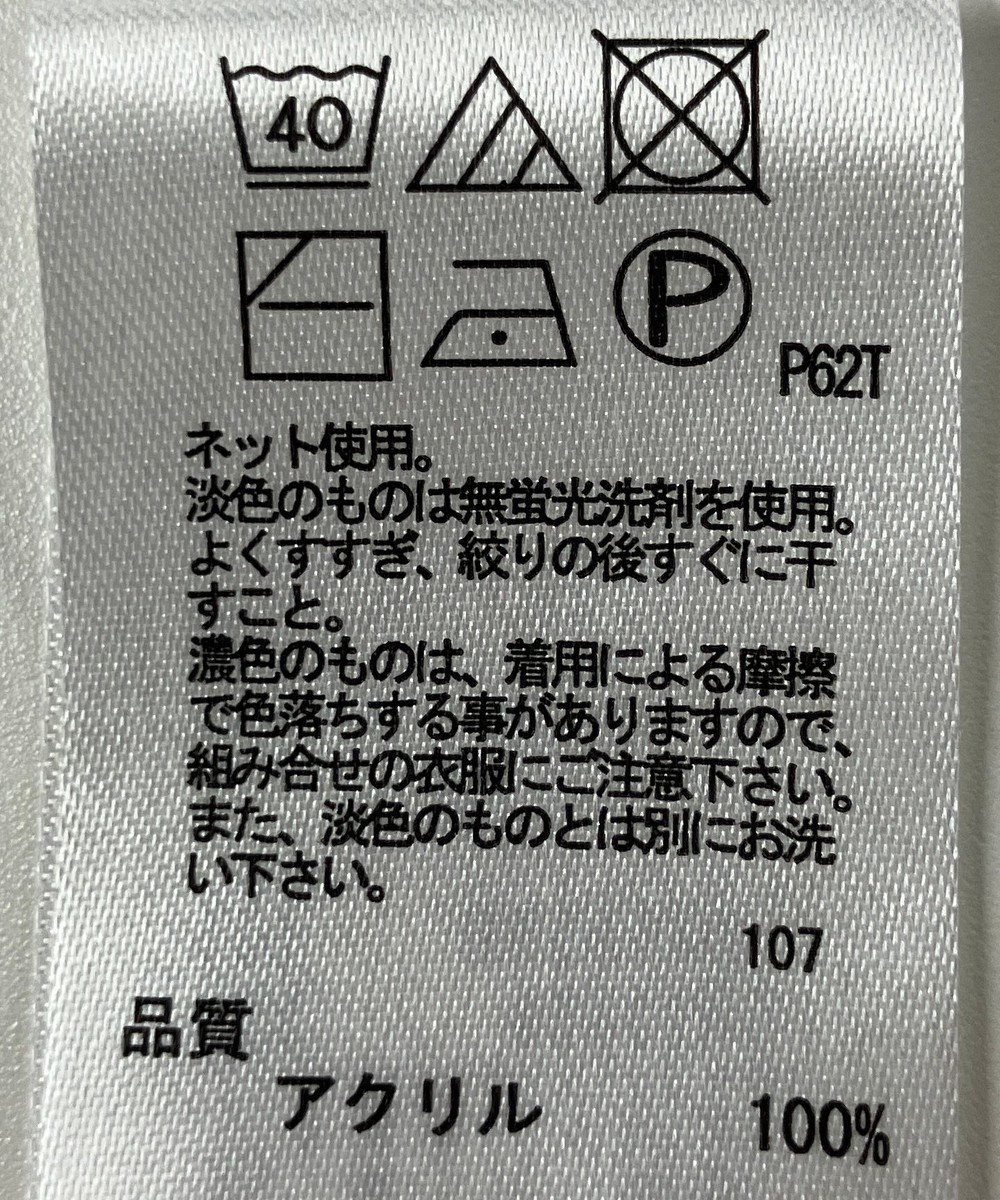 40
P
P62T
ネット使用。
淡色のものは無蛍光洗剤を使用。
よくすすぎ、絞りの後すぐに干
すこと。
濃色のものは、着用による摩擦
で色落ちする事がありますので、
組み合せの衣服にご注意下さい。
また、淡色のものとは別にお洗
い下さい。
107
品質
アクリル 100%